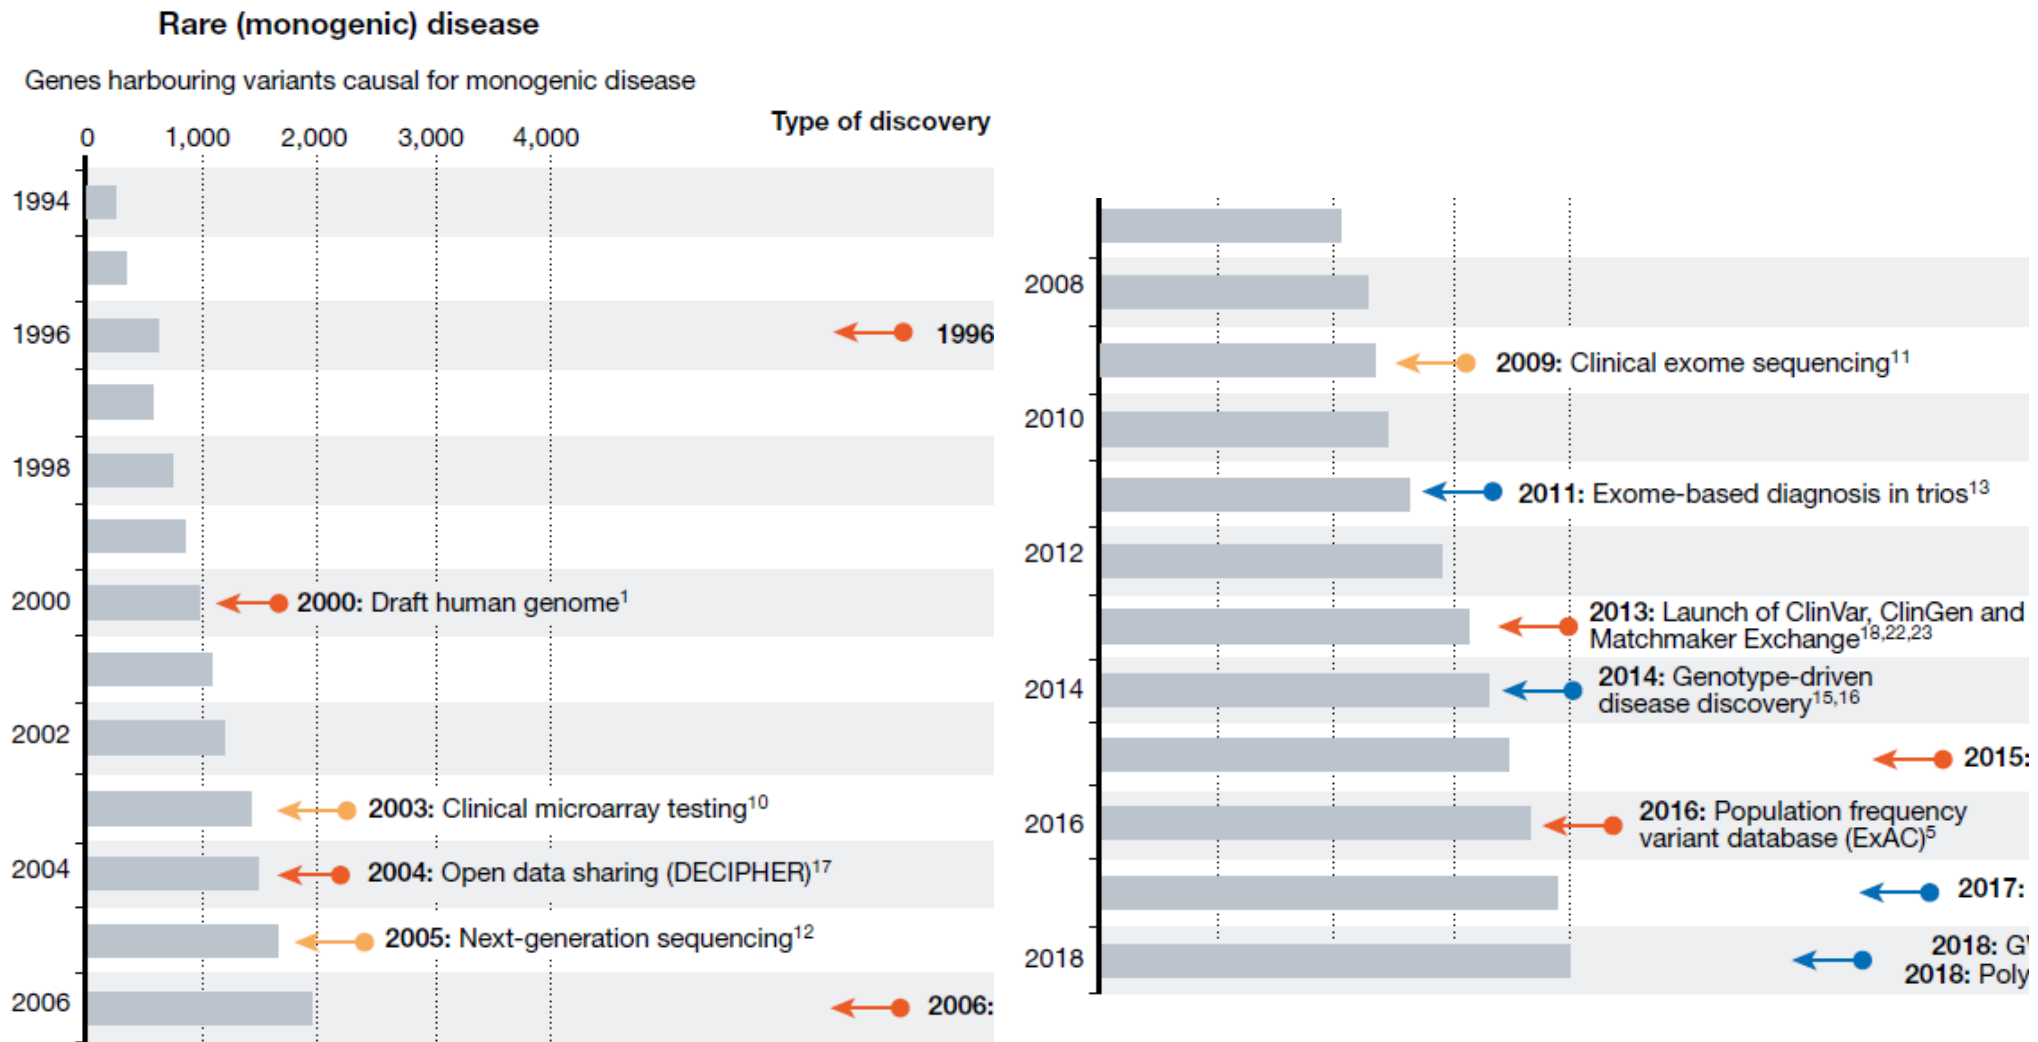 Rare (monogenic) disease
Genes harbouring variants causal for monogenic disease
Type of discovery
0 1,000 2,000 3,000 4,000
1994
1996
1996
1998
2000
2000: Draft human genome1
2002
2003: Clinical microarray testing10
2004
2004: Open data sharing (DECIPHER)17
2005: Next-generation sequencing12
2006
2006:
2008
2009: Clinical exome sequencing11
2010
2011: Exome-based diagnosis in trios13
2012
2013: Launch of ClinVar, ClinGen and
Matchmaker Exchange18,22,23
2014
2014: Genotype-driven
disease discovery15,16
2015:
2016
2016: Population frequency
variant database (ExAC)5
2017:
2018
2018: G
2018: Poly